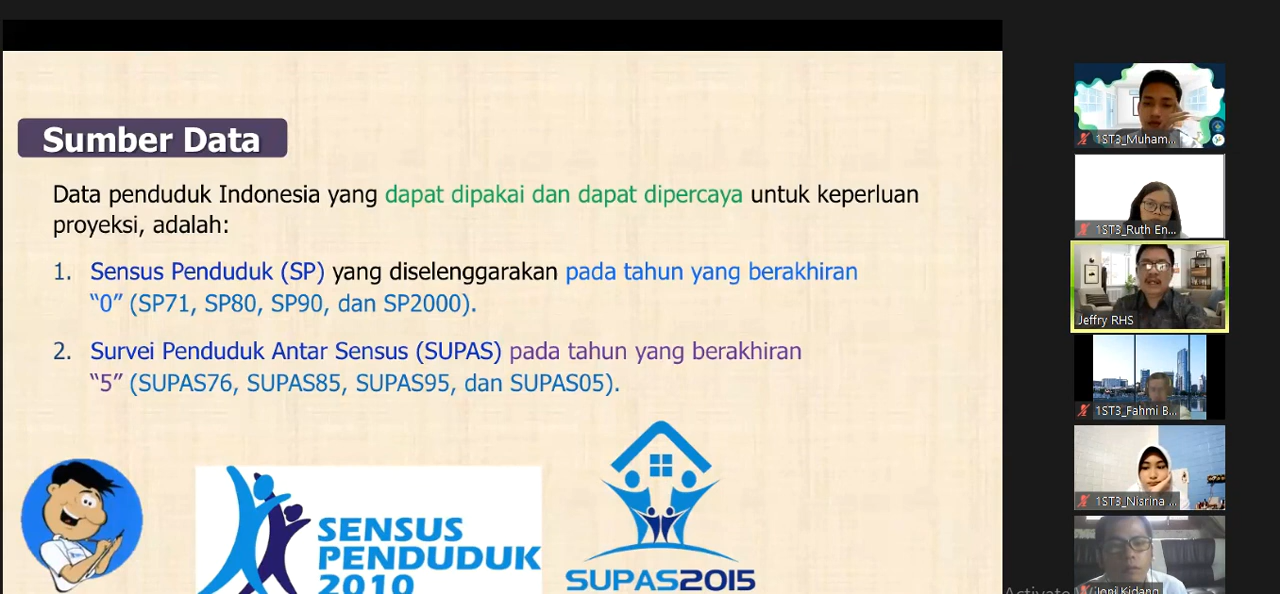 Sumber Data
Data penduduk Indonesia yang dapat dipakai dan dapat dipercaya untuk keperluan
proyeksi, adalah:
1. Sensus Penduduk (SP) yang diselenggarakan pada tahun yang berakhiran
“0” (SP71, SP80, SP90, dan SP2000).
2. Survei Penduduk Antar Sensus (SUPAS) pada tahun yang berakhiran
“5” (SUPAS76, SUPAS85, SUPAS95, dan SUPAS05).
SENSUS
PENDUDUK
2010
SUPAS2015
1ST3_Muham...
1ST3_Ruth En...
Jeffry RHS
1ST3_Fahmi B...
1ST3_Nisrina ...
Joni Kidang